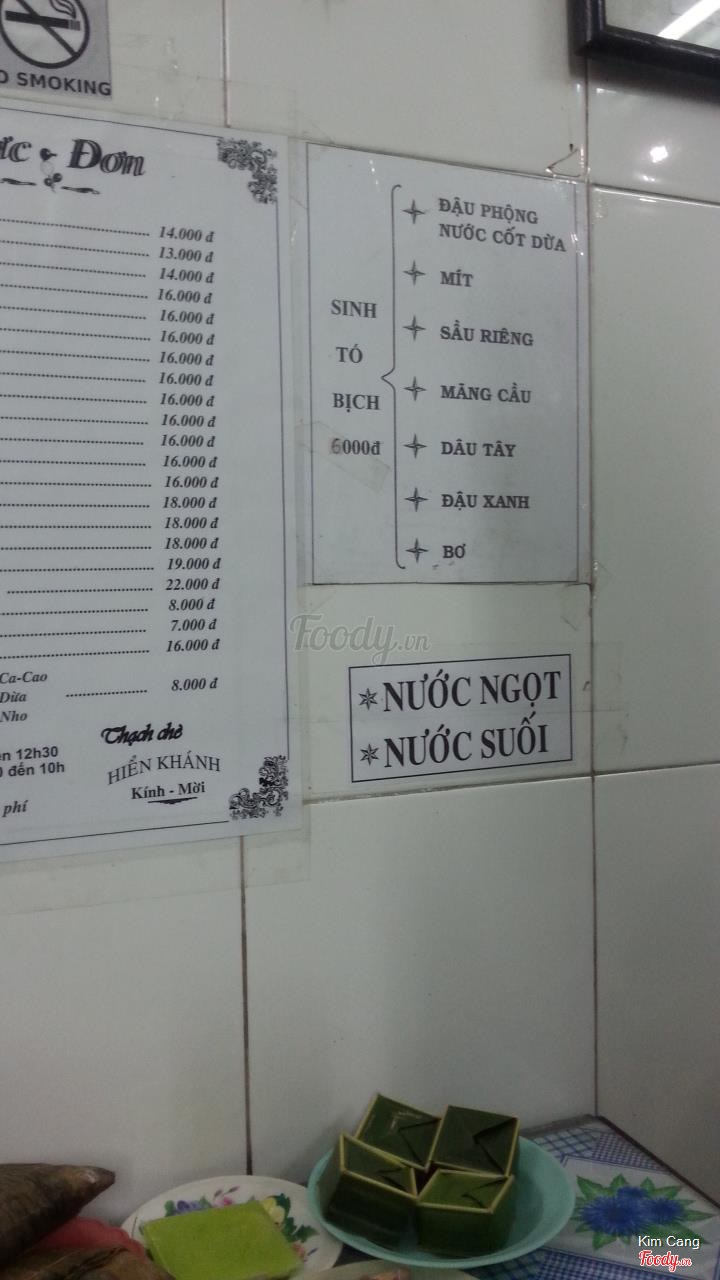 SMOKING
Đơn
14.000 đ
13.000 đ
14.000 đ
16.000 đ
16.000 đ
16.000 đ
16.000 đ
16.000 đ
16.000 đ
16.000 đ
16.000 đ
16.000 đ
16.000 đ
18.000 đ
18.000 đ
18.000 đ
19.000 đ
22.000 đ
8.000 đ
7.000 đ
16.000 đ
Ca-Cao
Dừa 8.000 đ
Nho
12h30
đến 10h
phí
Thạch chè
HIỂN KHÁNH
Kính - Mời
SINH
TỐ
BỊCH
6000đ
ĐẬU PHỘNG
NƯỚC CỐT DỪA
MÍT
SẦU RIÊNG
MÃNG CẦU
DÂU TÂY
ĐẬU XANH
BƠ
Foody.vn
NƯỚC NGỌT
NƯỚC SUỐI
Kim Cang
Foody.vn